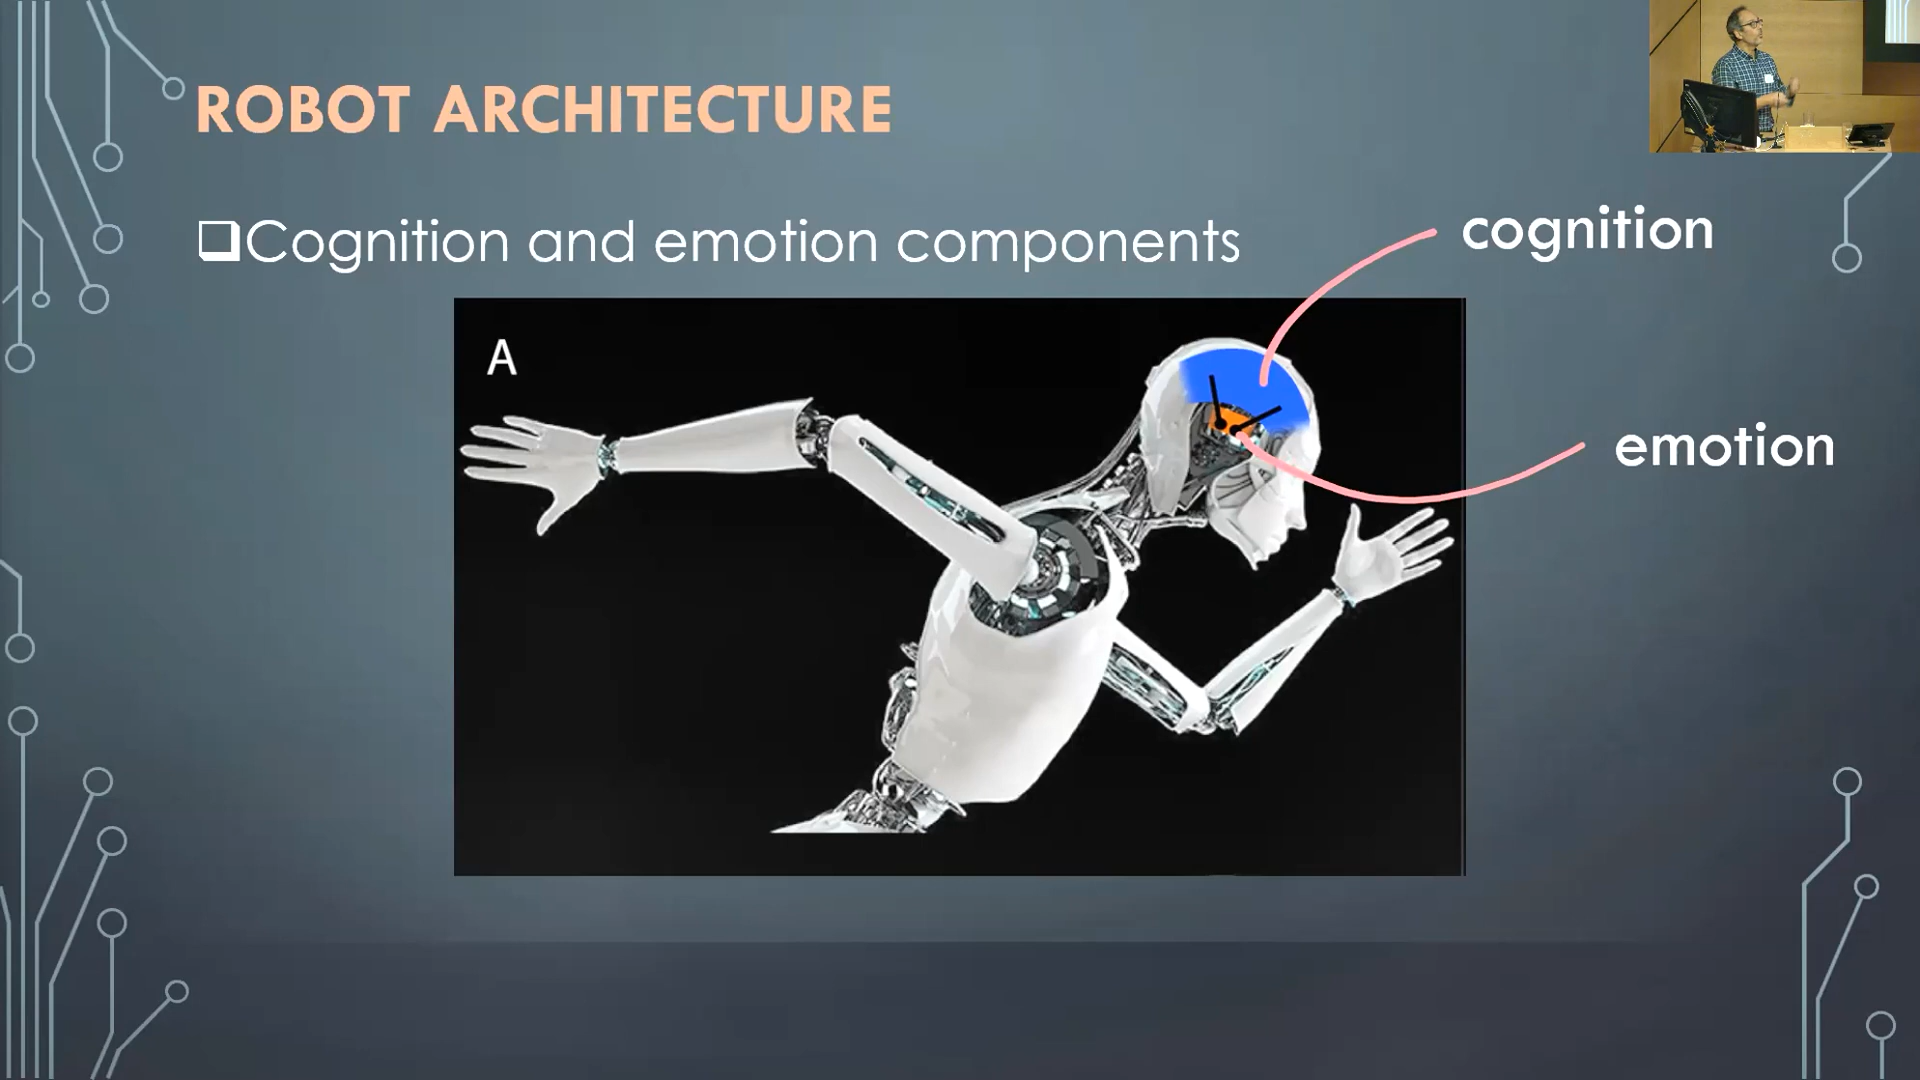 ROBOT ARCHITECTURE
❑Cognition and emotion components
cognition
A
emotion